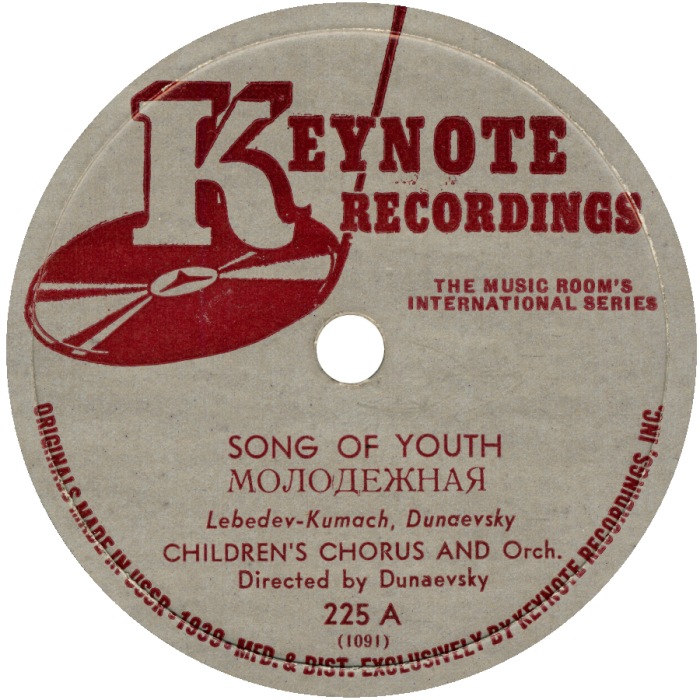 KEYNOTE
RECORDINGS
THE MUSIC ROOM'S
INTERNATIONAL SERIES
SONG OF YOUTH
МОЛОДЕЖНАЯ
Lebedev-Kumach, Dunaevsky
CHILDREN'S CHORUS AND Orch.
Directed by Dunaevsky
225 A
(1091)
ORIGINALS MADE IN USSR · 1939 · MFD. & DIST. EXCLUSIVELY BY KEYNOTE RECORDINGS, INC.